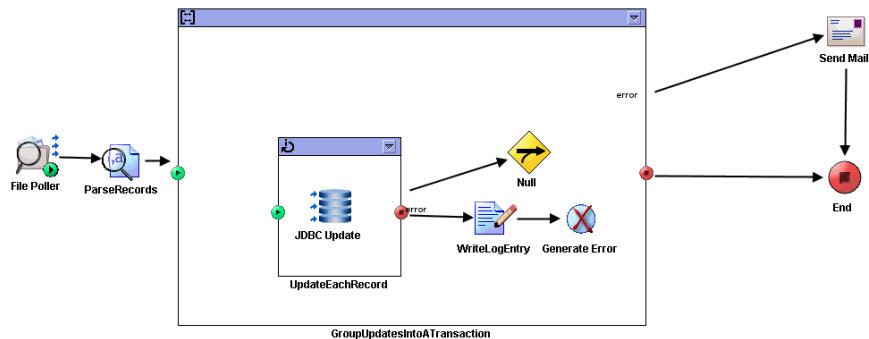 error
Send Mail
File Poller
ParseRecords
Null
End
error
JDBC Update
WriteLogEntry
Generate Error
UpdateEachRecord
GroupUpdatesIntoATransaction